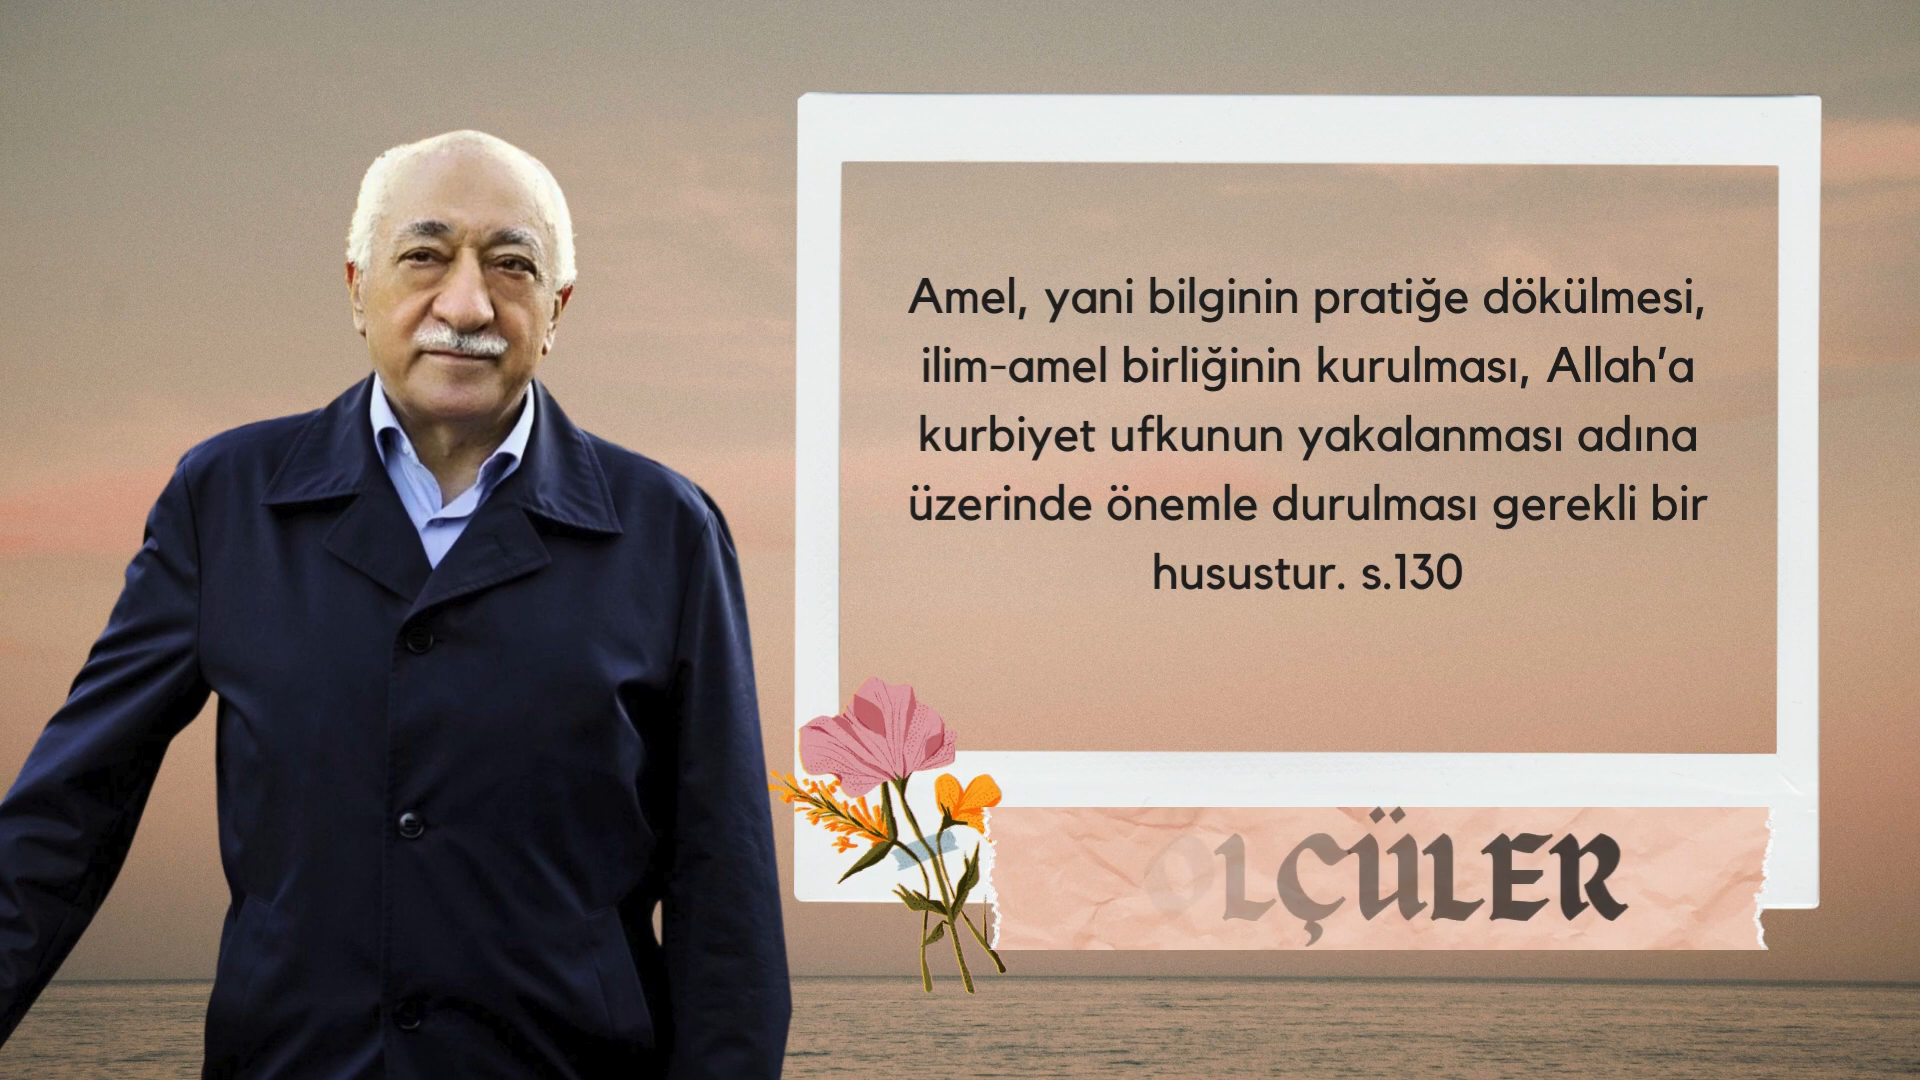 Amel, yani bilginin pratiğe dökülmesi,
ilim-amel birliğinin kurulması, Allah’a
kurbiyet ufkunun yakalanması adına
üzerinde önemle durulması gerekli bir
husustur. s.130
ÖLÇÜLER